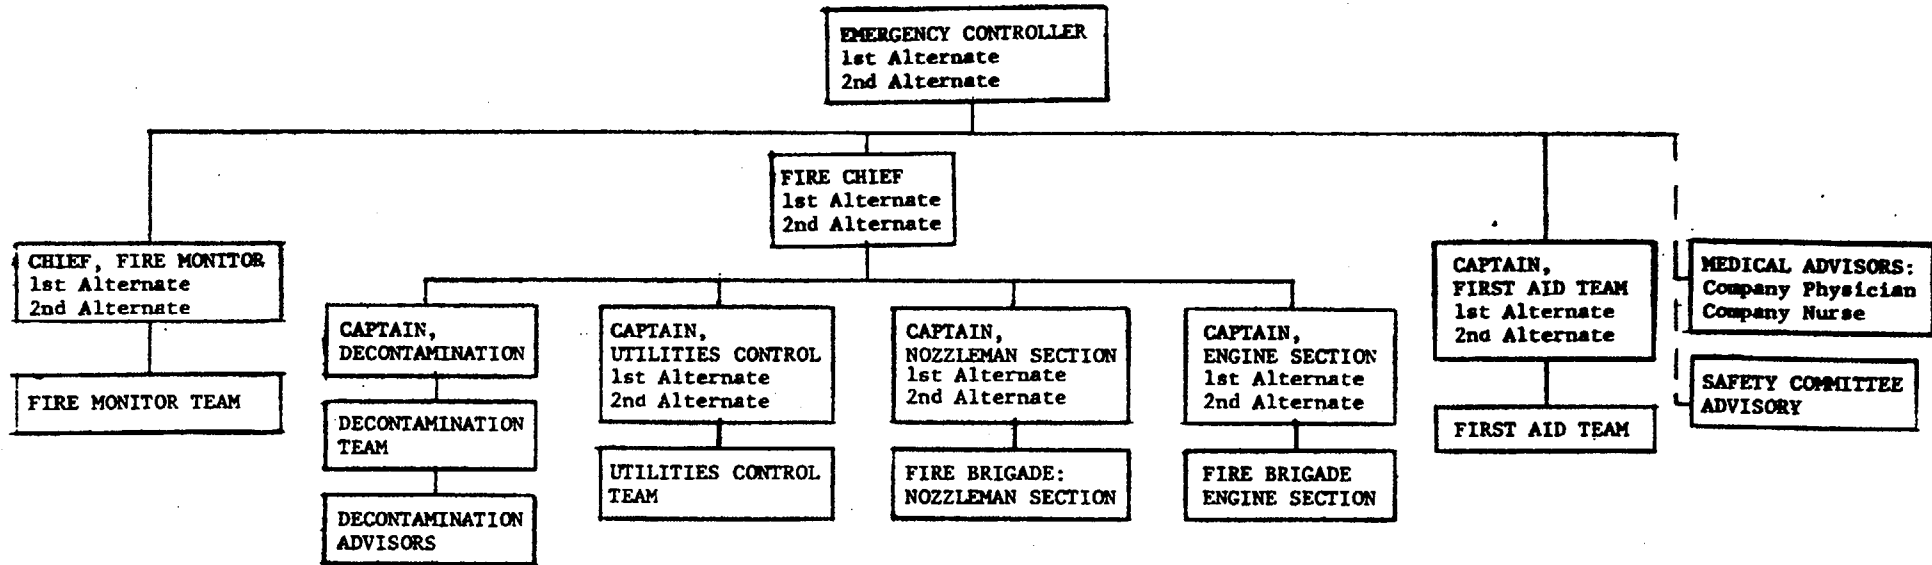 EMERGENCY CONTROLLER
1st Alternate
2nd Alternate
FIRE CHIEF
1st Alternate
2nd Alternate
CHIEF, FIRE MONITOR
1st Alternate
2nd Alternate
FIRE MONITOR TEAM
CAPTAIN,
DECONTAMINATION
DECONTAMINATION
TEAM
DECONTAMINATION
ADVISORS
CAPTAIN,
UTILITIES CONTROL
1st Alternate
2nd Alternate
UTILITIES CONTROL
TEAM
CAPTAIN,
NOZZLEMAN SECTION
1st Alternate
2nd Alternate
FIRE BRIGADE:
NOZZLEMAN SECTION
CAPTAIN,
ENGINE SECTION
1st Alternate
2nd Alternate
FIRE BRIGADE
ENGINE SECTION
CAPTAIN,
FIRST AID TEAM
1st Alternate
2nd Alternate
FIRST AID TEAM
MEDICAL ADVISORS:
Company Physician
Company Nurse
SAFETY COMMITTEE
ADVISORY